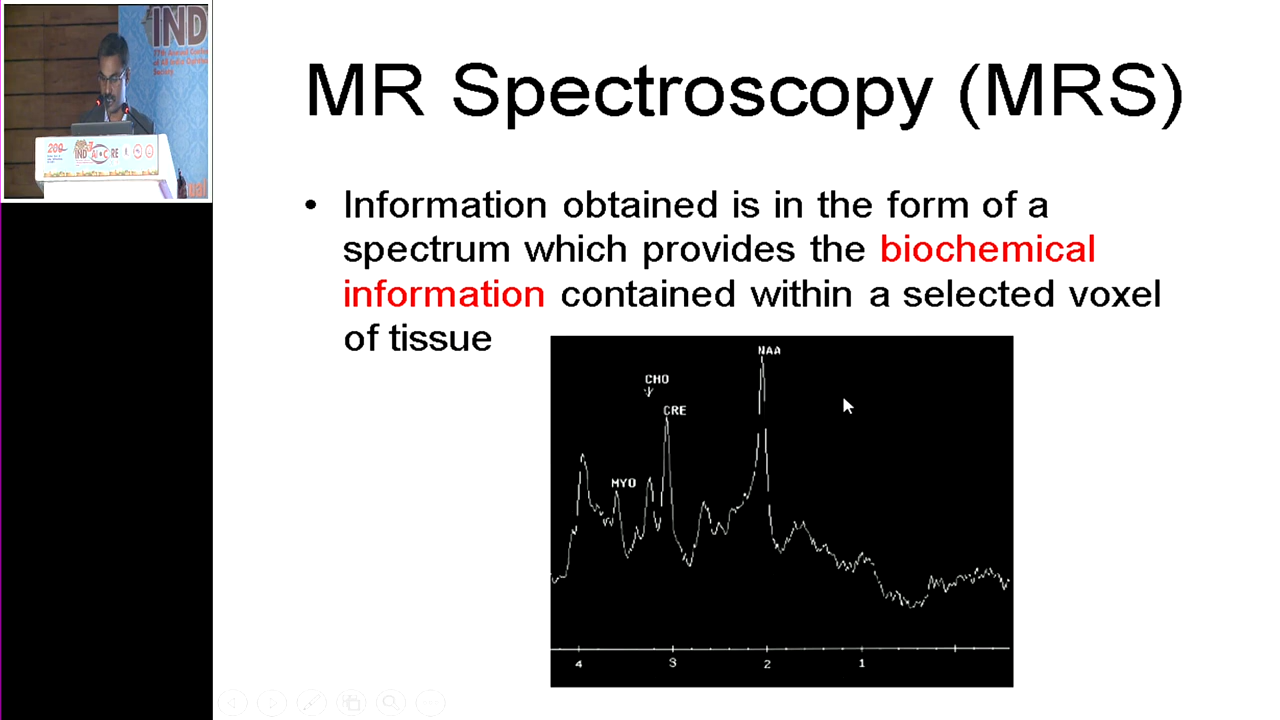 IND
MR Spectroscopy (MRS)
• Information obtained is in the form of a
spectrum which provides the biochemical
information contained within a selected voxel
of tissue
NAA
CHO
CRE
MYO
4 3 2 1